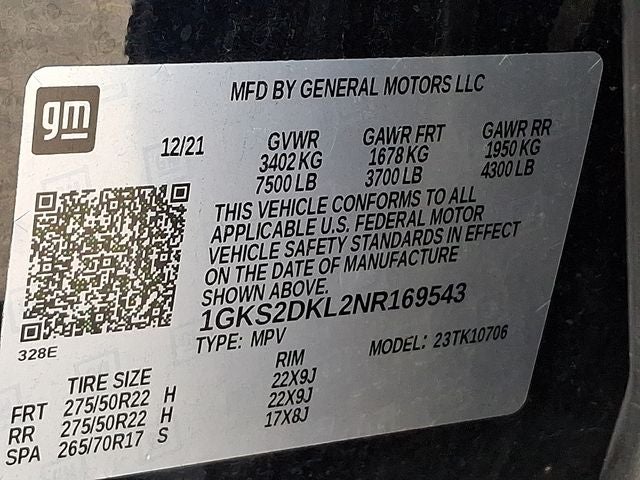 MFD BY GENERAL MOTORS LLC
gm
12/21 GVWR GAWR FRT GAWR RR
3402 KG 1678 KG 1950 KG
7500 LB 3700 LB 4300 LB
THIS VEHICLE CONFORMS TO ALL
APPLICABLE U.S. FEDERAL MOTOR
VEHICLE SAFETY STANDARDS IN EFFECT
ON THE DATE OF MANUFACTURE
SHOWN ABOVE.
1GKS2DKL2NR169543
328E
TYPE: MPV MODEL: 23TK10706
TIRE SIZE RIM
FRT 275/50R22 H 22X9J
RR 275/50R22 H 22X9J
SPA 265/70R17 S 17X8J